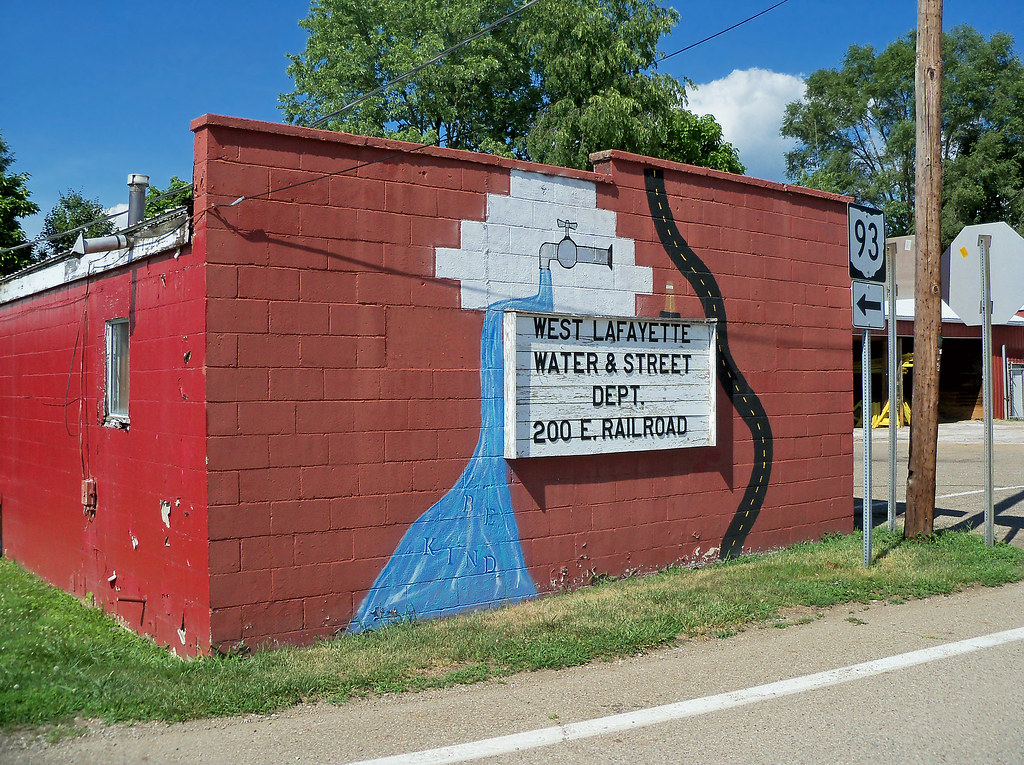 WEST LAFAYETTE
WATER & STREET
DEPT.
200 E. RAILROAD
BE
KIND
93